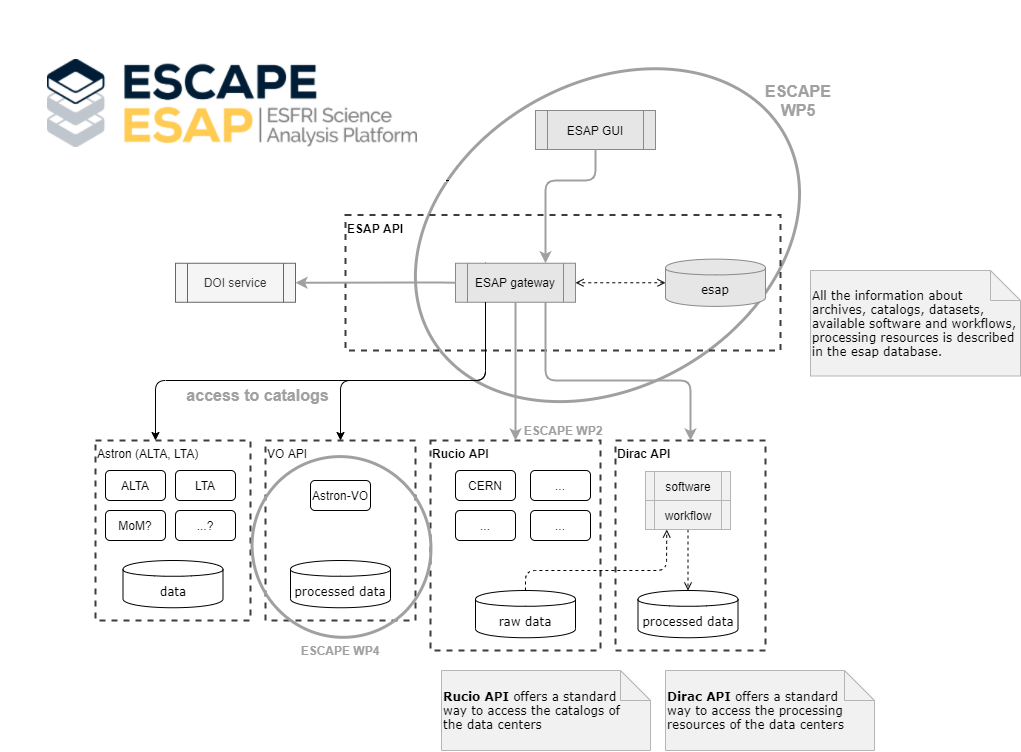 ESCAPE
ESAP
ESFRI Science
Analysis Platform
ESCAPE
WP5
ESAP GUI
ESAP API
DOI service
ESAP gateway
esap
All the information about
archives, catalogs, datasets,
available software and workflows,
processing resources is described
in the esap database.
access to catalogs
ESCAPE WP2
Astron (ALTA, LTA)
ALTA
LTA
MoM?
...?
data
VO API
Astron-VO
processed data
ESCAPE WP4
Rucio API
CERN
...
...
...
raw data
Dirac API
software
workflow
processed data
Rucio API offers a standard
way to access the catalogs of
the data centers
Dirac API offers a standard
way to access the processing
resources of the data centers